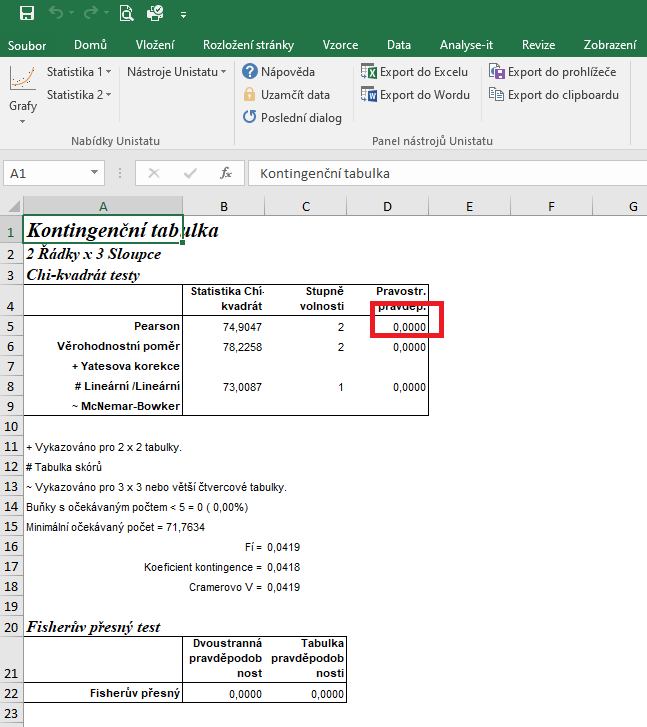 Soubor Domů Vložení Rozložení stránky Vzorce Data Analyse-it Revize Zobrazení
Statistika 1 Nástroje Unistatu Nápověda Export do Excelu Export do prohlížeče
Grafy Statistika 2 Uzamčít data Export do Wordu Export do clipboardu
Poslední dialog
Nabídky Unistatu Panel nástrojů Unistatu
A1 fx Kontingenční tabulka
A B C D E F G
1 Kontingenční tabulka
2 2 Řádky x 3 Sloupce
3 Chi-kvadrát testy
Statistika Chi- Stupně Pravostr.
4 kvadrát volnosti pravděp.
5 Pearson 74,9047 2 0,0000
6 Věrohodnostní poměr 78,2258 2 0,0000
7 + Yatesova korekce
8 # Lineární /Lineární 73,0087 1 0,0000
9 ~ McNemar-Bowker
10
11 + Vykazováno pro 2 x 2 tabulky.
12 # Tabulka skórů
13 ~ Vykazováno pro 3 x 3 nebo větší čtvercové tabulky.
14 Buňky s očekávaným počtem < 5 = 0 ( 0,00%)
15 Minimální očekávaný počet = 71,7634
16 Fí = 0,0419
17 Koeficient kontingence = 0,0418
18 Cramerovo V = 0,0419
19
20 Fisherův přesný test
Dvoustranná Tabulka
pravděpodob pravděpodob
21 nost nosti
22 Fisherův přesný 0,0000 0,0000
23